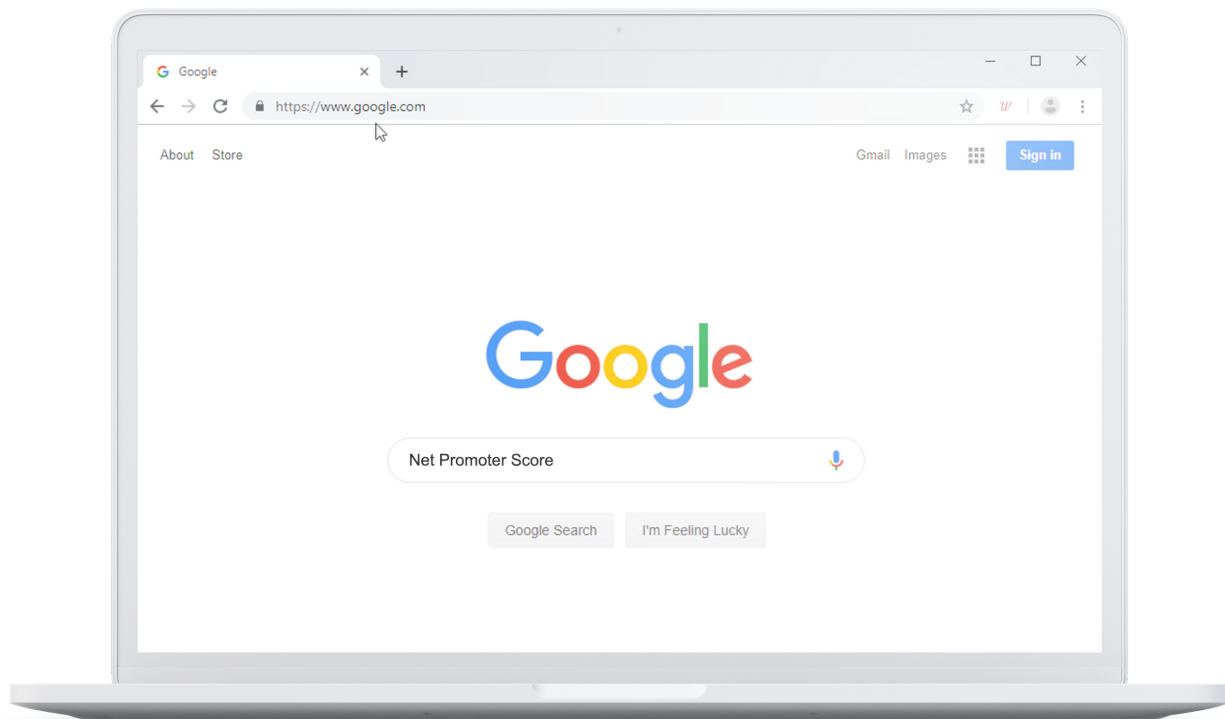 Google
https://www.google.com
About Store Gmail Images Sign in
Google
Net Promoter Score
Google Search I'm Feeling Lucky